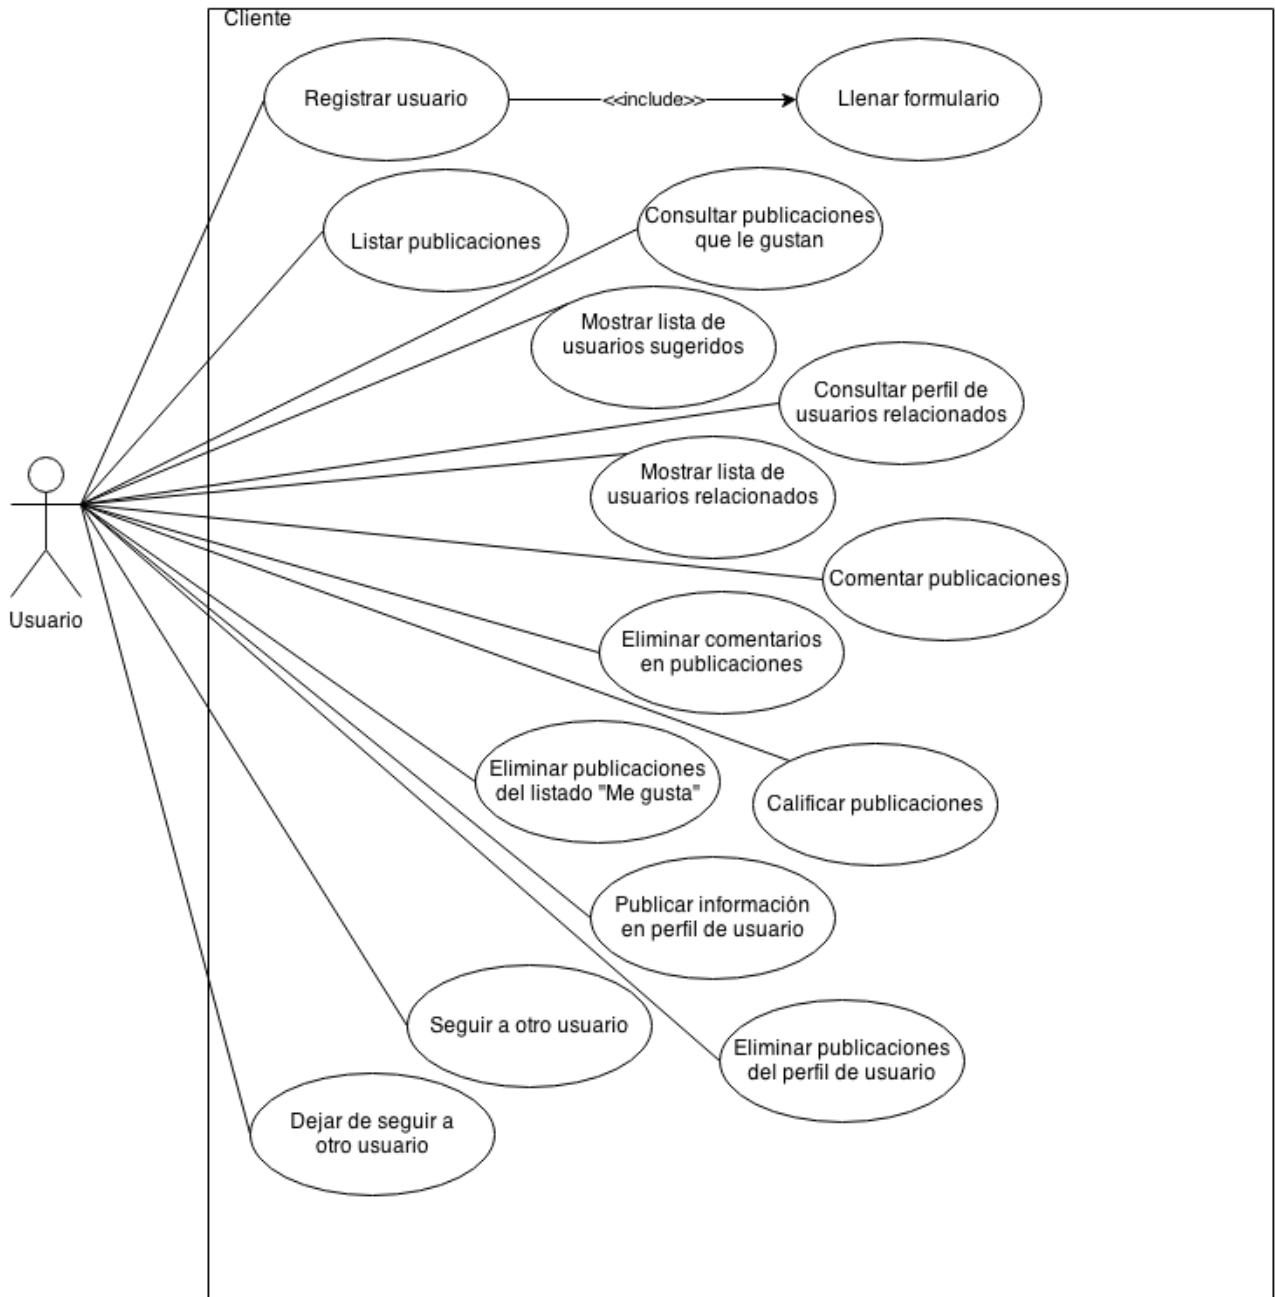 Cliente
Registrar usuario
<<include>>
Llenar formulario
Listar publicaciones
Consultar publicaciones
que le gustan
Mostrar lista de
usuarios sugeridos
Consultar perfil de
usuarios relacionados
Mostrar lista de
usuarios relacionados
Usuario
Comentar publicaciones
Eliminar comentarios
en publicaciones
Eliminar publicaciones
del listado "Me gusta"
Calificar publicaciones
Publicar información
en perfil de usuario
Seguir a otro usuario
Eliminar publicaciones
del perfil de usuario
Dejar de seguir a
otro usuario